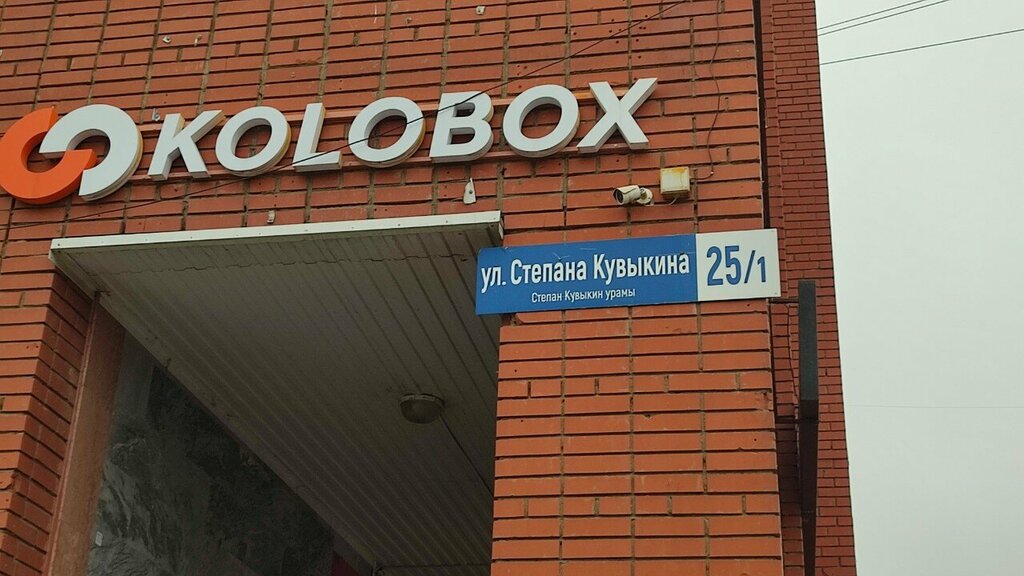 KOLOBOX
ул. Степана Кувыкина 25/1
Степан Кувыкин урамы